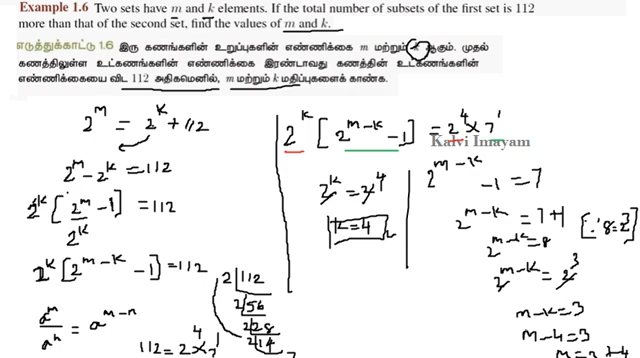 Example 1.6 Two sets have m and k elements. If the total number of subsets of the first set is 112
more than that of the second set, find the values of m and k.
எடுத்துக்காட்டு 1.6 இரு கணங்களின் உறுப்புகளின் எண்ணிக்கை m மற்றும் k ஆகும். முதல்
கணத்திலுள்ள உட்கணங்களின் எண்ணிக்கை இரண்டாவது கணத்தின் உட்கணங்களின்
எண்ணிக்கையை விட 112 அதிகமெனில், m மற்றும் k மதிப்புகளைக் காண்க.
2^m = 2^k + 112
2^m - 2^k = 112
2^k [2^m/2^k - 1] = 112
2^k [2^{m-k} - 1] = 112
a^m/a^n = a^{m-n}
2 | 112
2 | 56
2 | 28
2 | 14
7
112 = 2^4 × 7^1
2^k [2^{m-k} - 1] = 2^4 × 7^1
Kalvi Imayam
2^k = 2^4
k = 4
2^{m-k} - 1 = 7
2^{m-k} = 7 + 1
2^{m-k} = 8 [∵ 8 = 2^3]
2^{m-k} = 2^3
m - k = 3
m - 4 = 3
m = 3 + 4